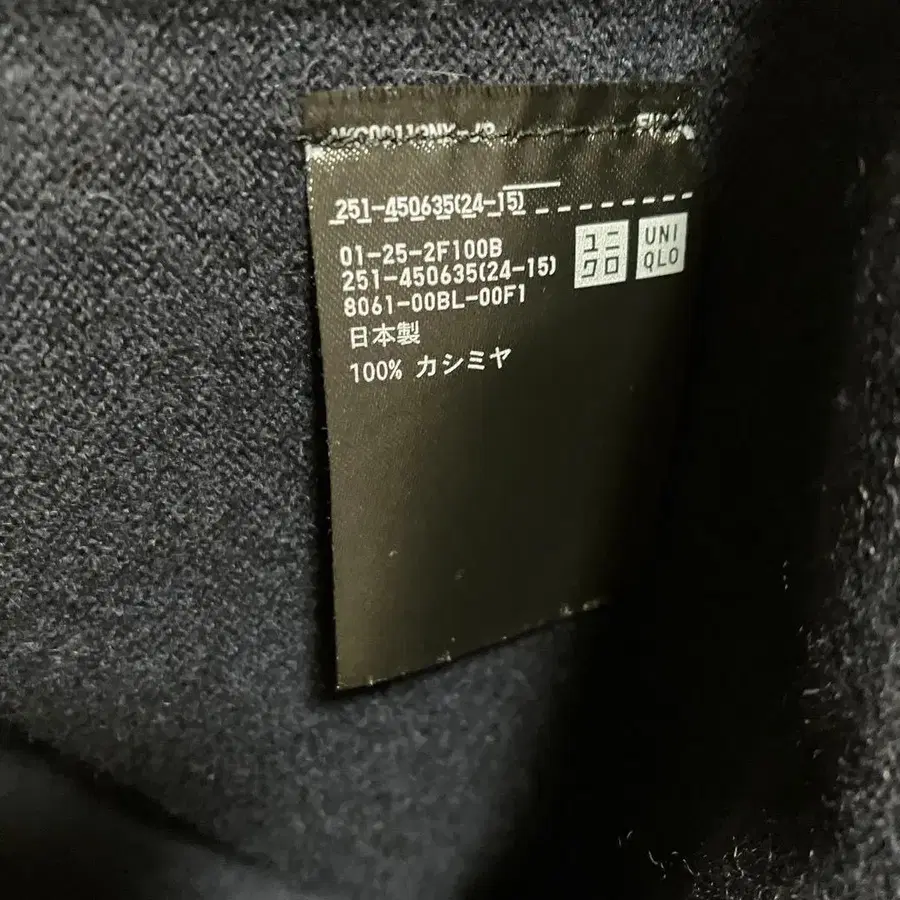 251-450635(24-15)
01-25-2F100B
251-450635(24-15)
8061-00BL-00F1
日本製
100% カシミヤ
ユニ
クロ
UNI
QLO